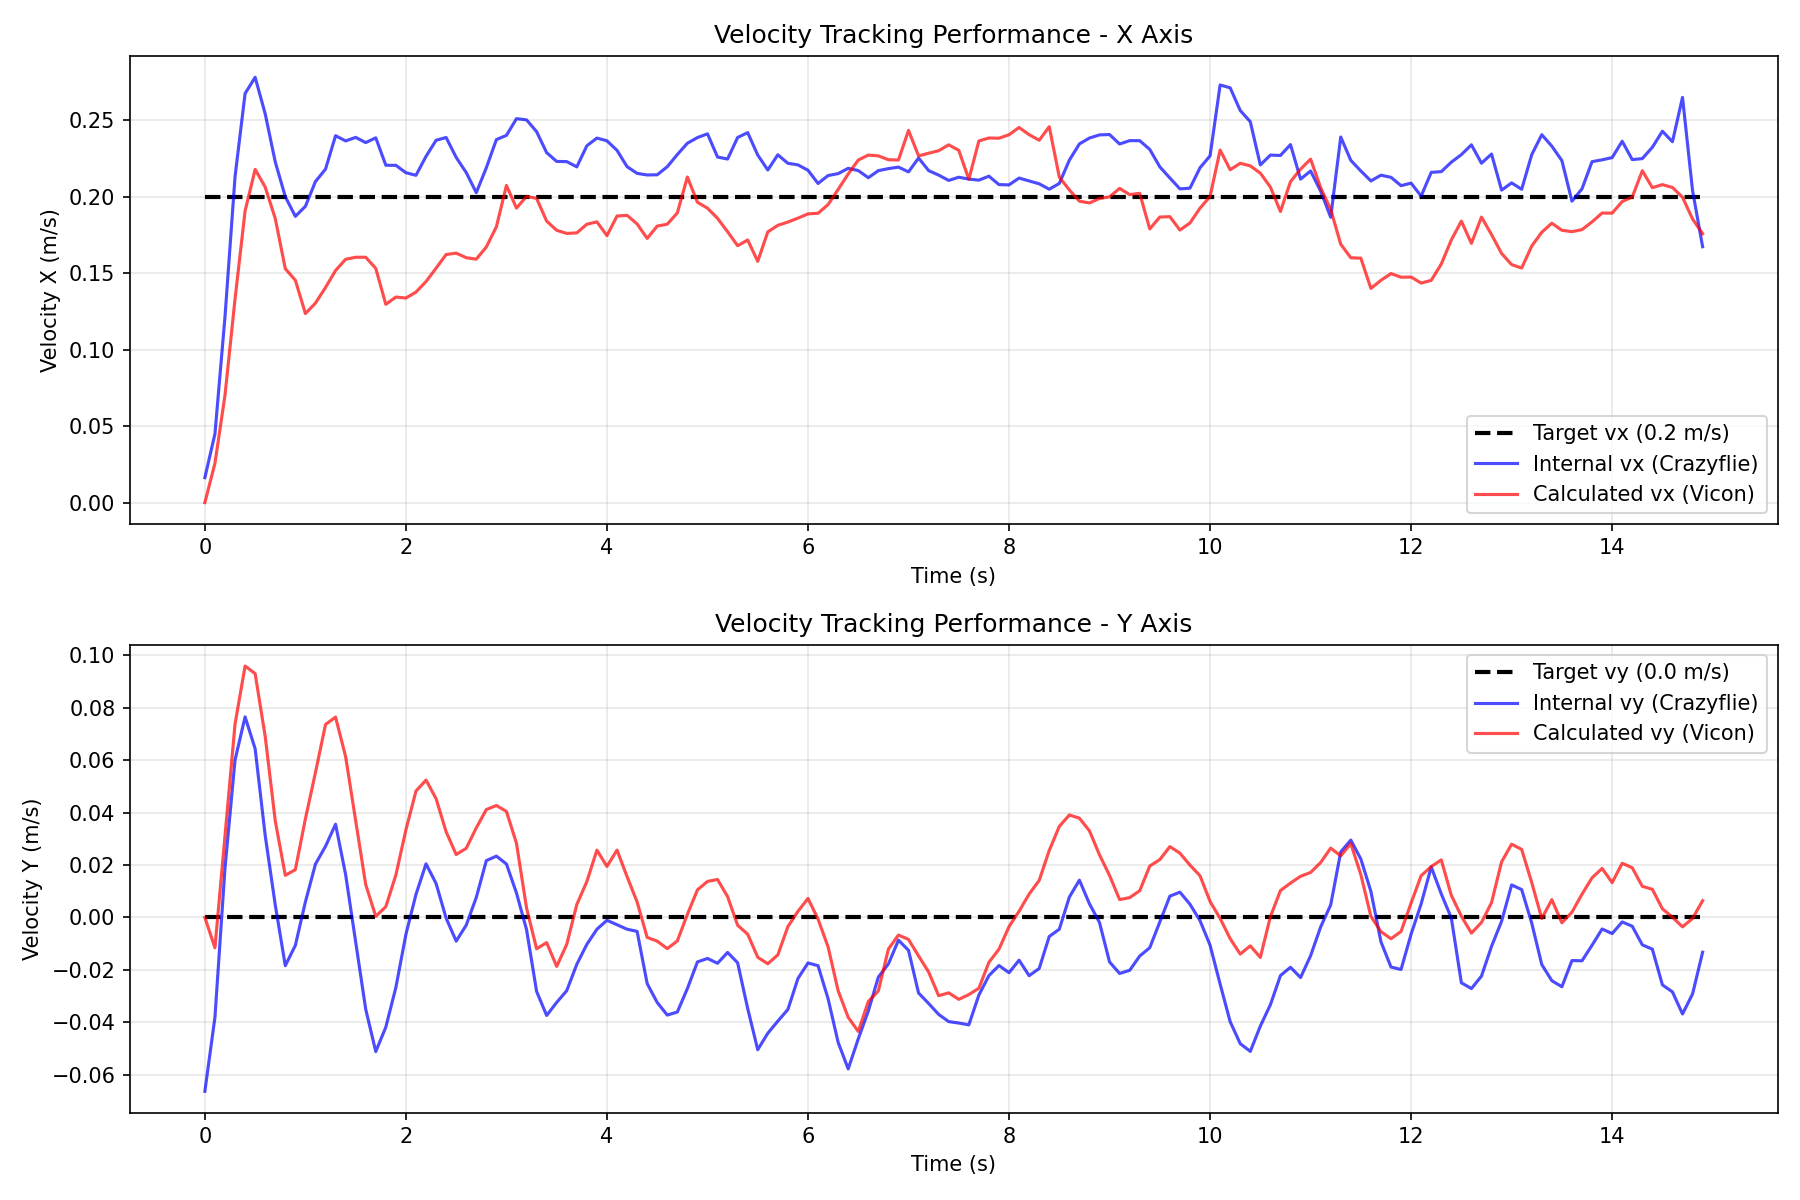 Velocity Tracking Performance - X Axis
Velocity X (m/s)
0.25
0.20
0.15
0.10
0.05
0.00
Target vx (0.2 m/s)
Internal vx (Crazyflie)
Calculated vx (Vicon)
0 2 4 6 8 10 12 14
Time (s)
Velocity Tracking Performance - Y Axis
Velocity Y (m/s)
0.10
0.08
0.06
0.04
0.02
0.00
−0.02
−0.04
−0.06
Target vy (0.0 m/s)
Internal vy (Crazyflie)
Calculated vy (Vicon)
0 2 4 6 8 10 12 14
Time (s)